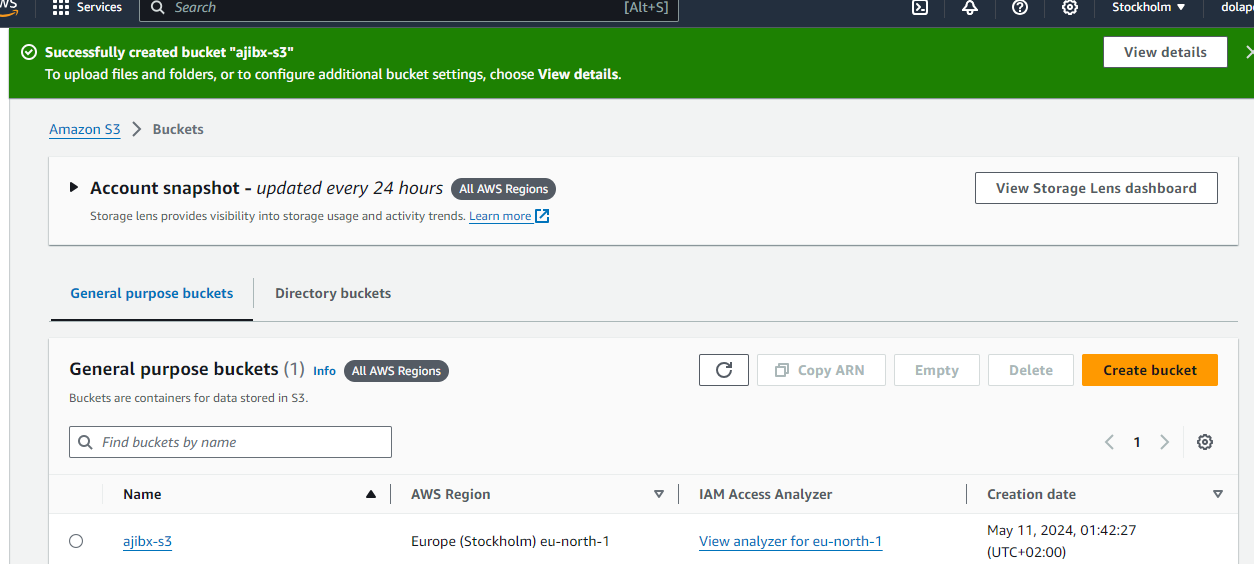 Services
Search
[Alt+S]
Stockholm
Successfully created bucket "ajibx-s3"
To upload files and folders, or to configure additional bucket settings, choose View details.
View details
Amazon S3 > Buckets
Account snapshot - updated every 24 hours All AWS Regions
Storage lens provides visibility into storage usage and activity trends. Learn more
View Storage Lens dashboard
General purpose buckets
Directory buckets
General purpose buckets (1) Info All AWS Regions
Buckets are containers for data stored in S3.
Copy ARN
Empty
Delete
Create bucket
Find buckets by name
1
Name
AWS Region
IAM Access Analyzer
Creation date
ajibx-s3
Europe (Stockholm) eu-north-1
View analyzer for eu-north-1
May 11, 2024, 01:42:27
(UTC+02:00)